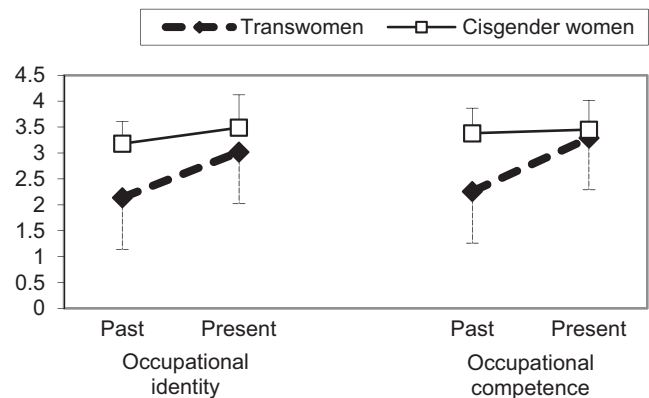 Transwomen Cisgender women
4.5
4
3.5
3
2.5
2
1.5
1
0.5
0
Past Present Past Present
Occupational Occupational
identity competence